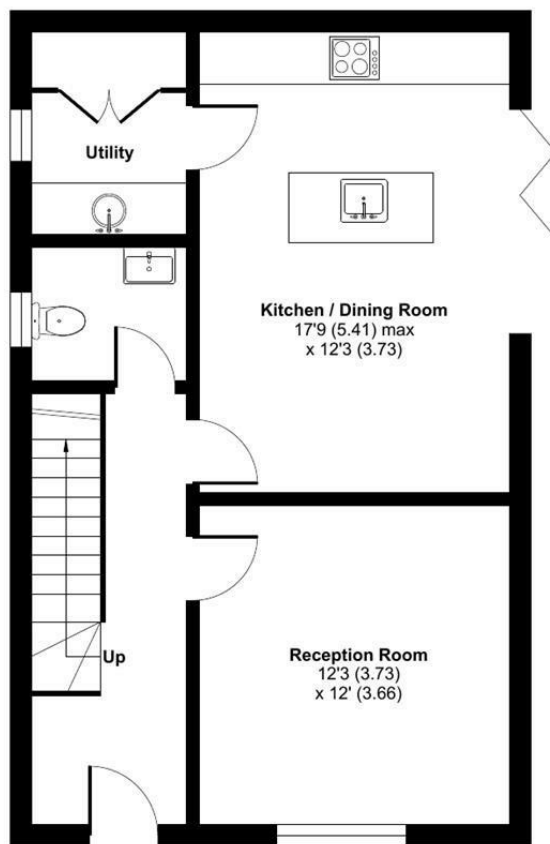 Utility
Kitchen / Dining Room
17'9 (5.41) max
x 12'3 (3.73)
Up
Reception Room
12'3 (3.73)
x 12' (3.66)